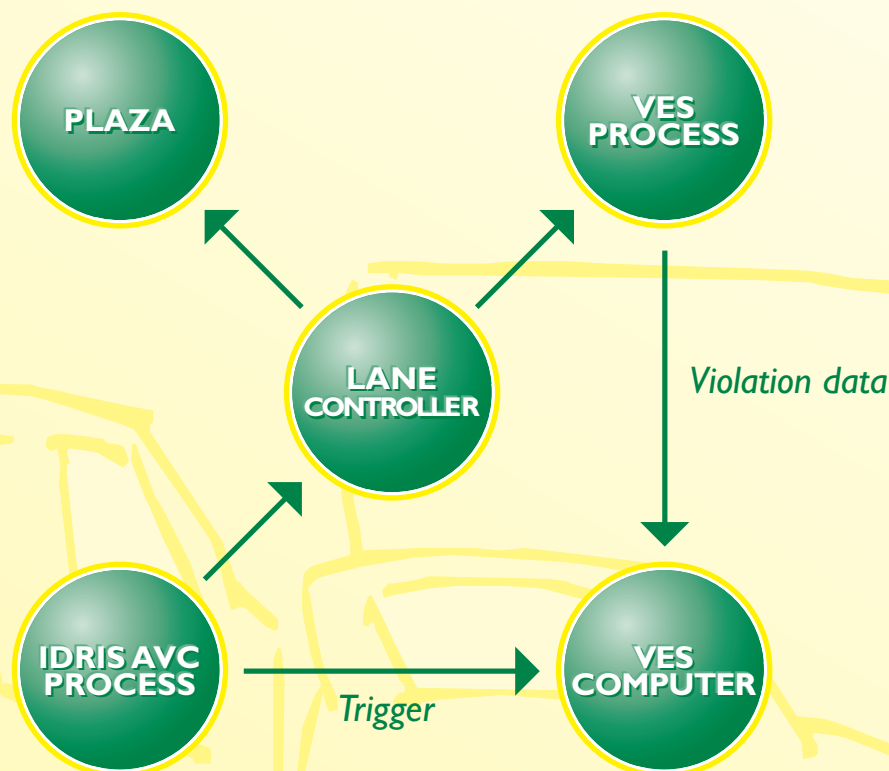 PLAZA
VES
PROCESS
LANE
CONTROLLER
Violation data
IDRIS AVC
PROCESS
Trigger
VES
COMPUTER